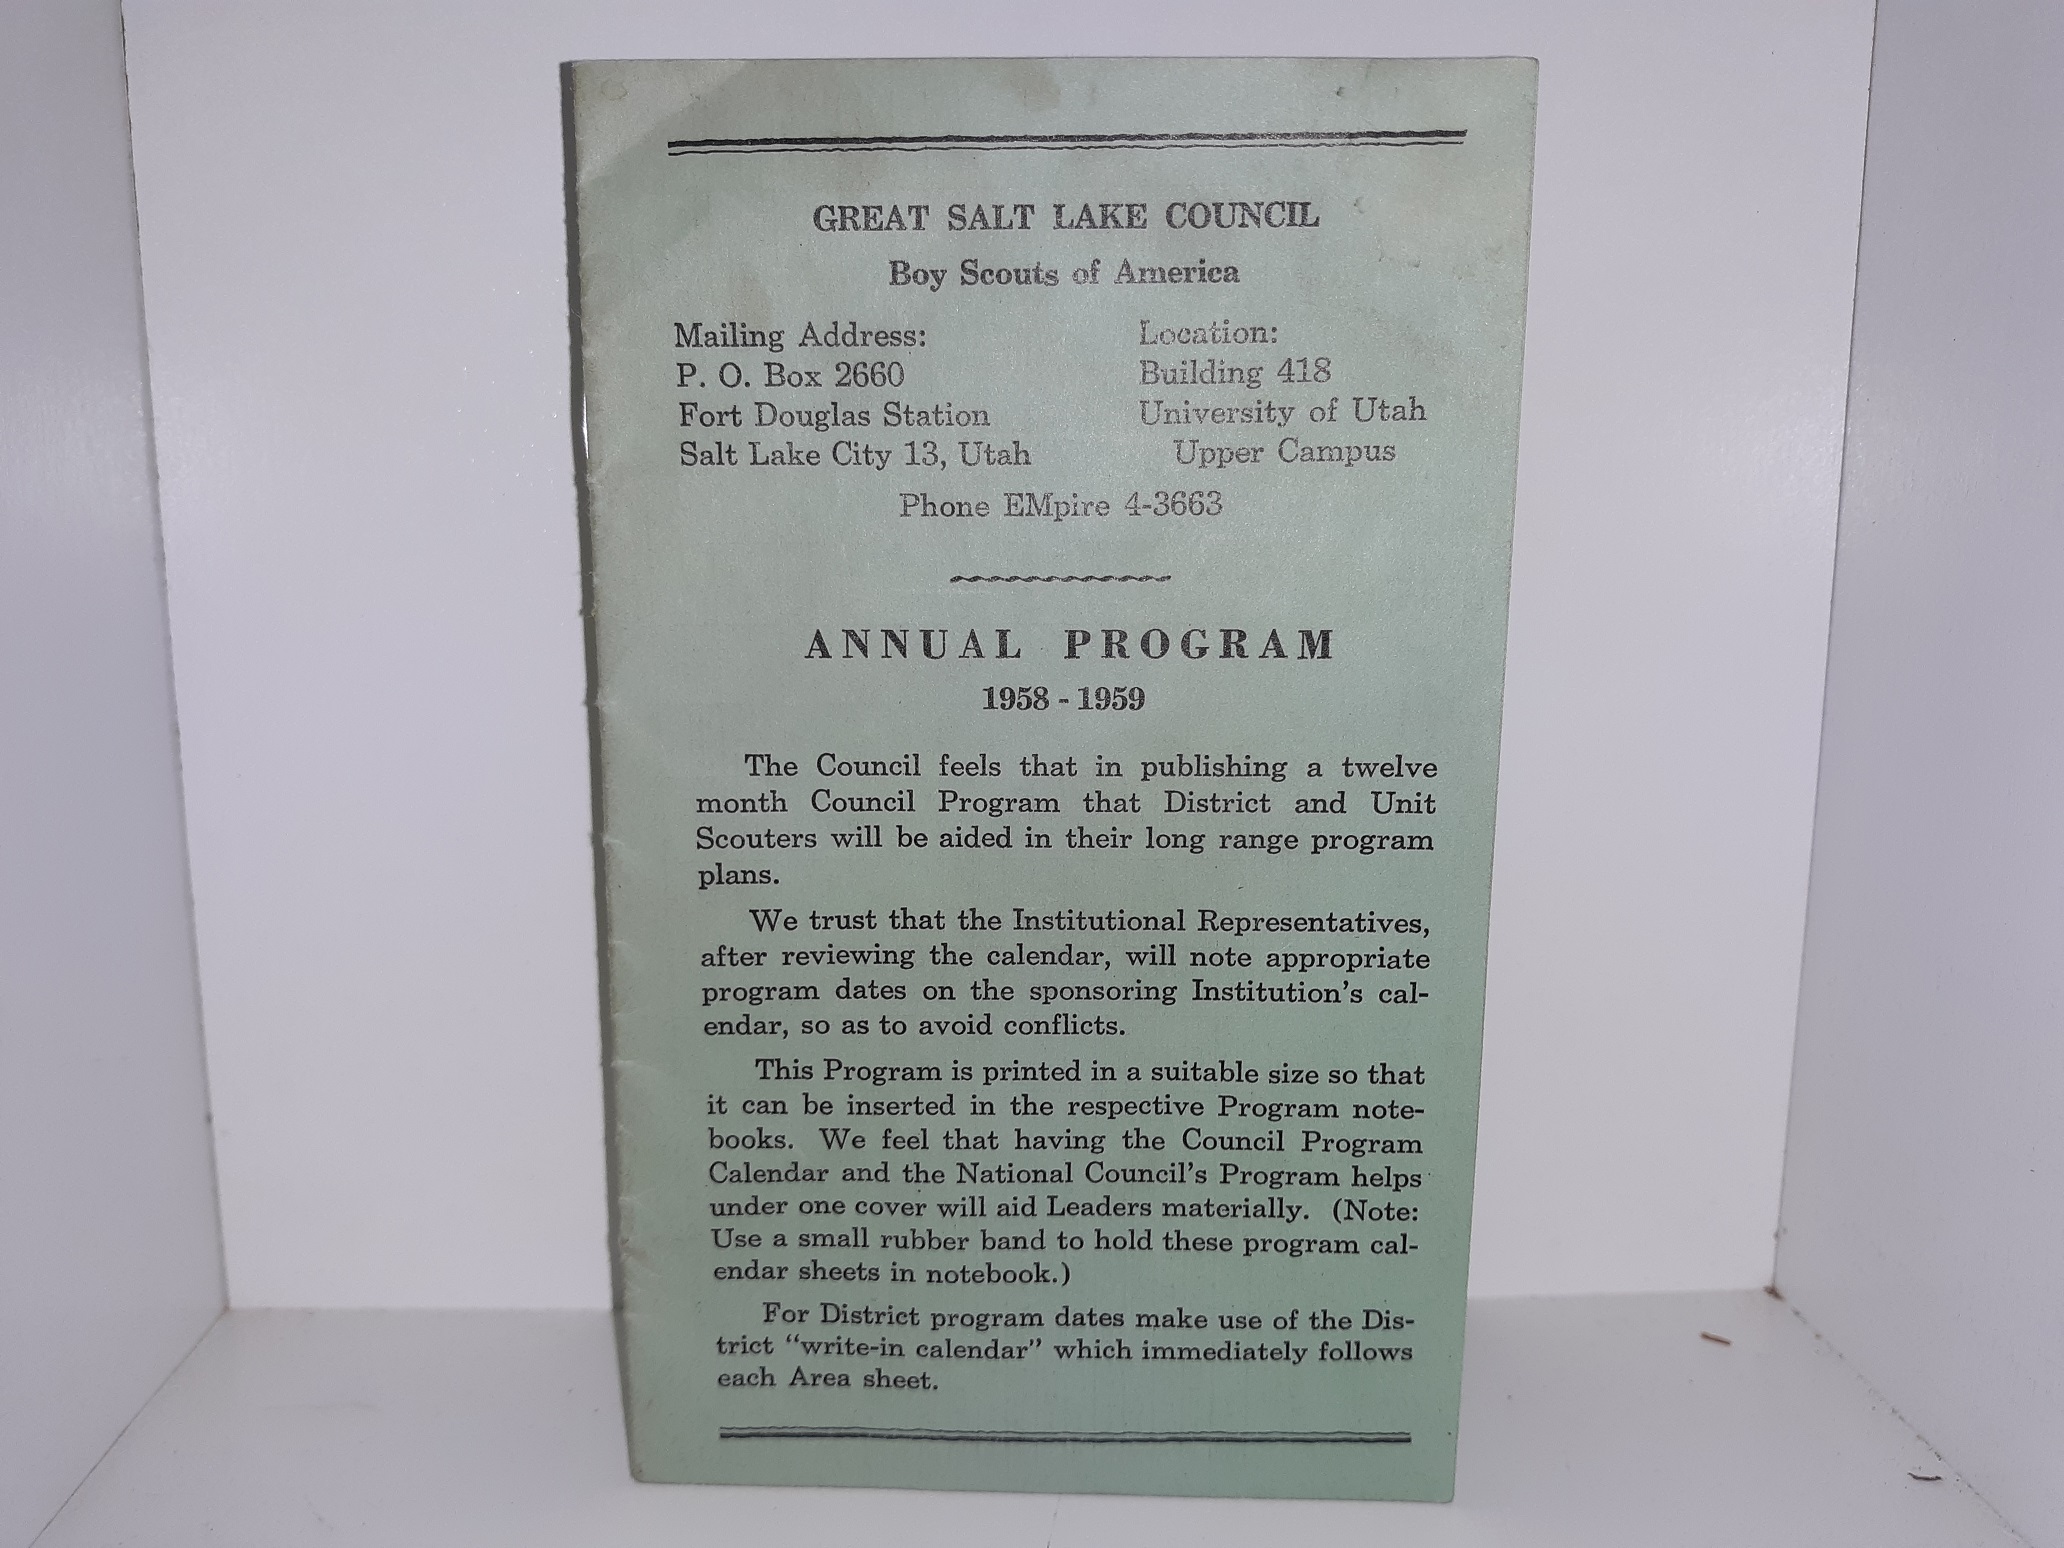 GREAT SALT LAKE COUNCIL
Boy Scouts of America
Mailing Address:
P. O. Box 2660
Fort Douglas Station
Salt Lake City 13, Utah
Location:
Building 418
University of Utah
Upper Campus
Phone EMpire 4-3663
ANNUAL PROGRAM
1958 - 1959
The Council feels that in publishing a twelve
month Council Program that District and Unit
Scouters will be aided in their long range program
plans.
We trust that the Institutional Representatives,
after reviewing the calendar, will note appropriate
program dates on the sponsoring Institution's cal-
endar, so as to avoid conflicts.
This Program is printed in a suitable size so that
it can be inserted in the respective Program note-
books. We feel that having the Council Program
Calendar and the National Council's Program helps
under one cover will aid Leaders materially. (Note:
Use a small rubber band to hold these program cal-
endar sheets in notebook.)
For District program dates make use of the Dis-
trict "write-in calendar" which immediately follows
each Area sheet.